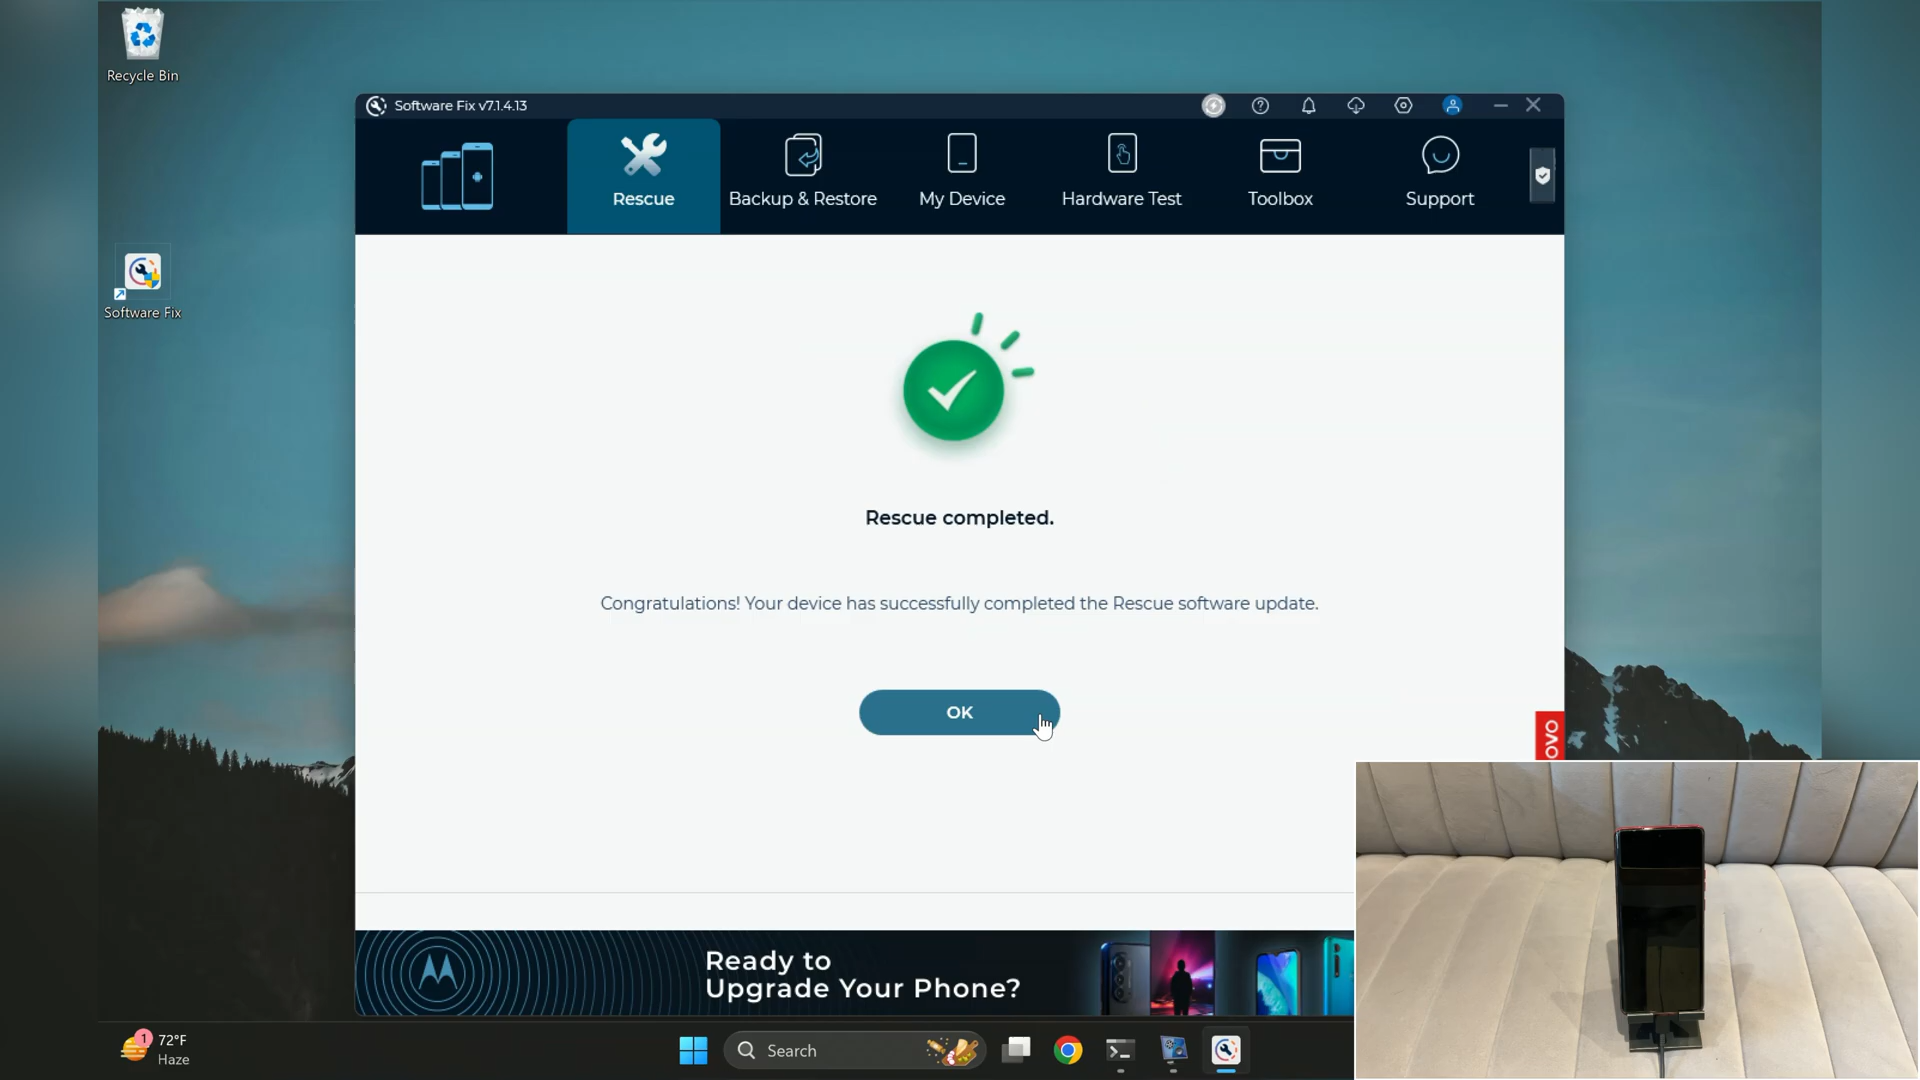 Recycle Bin
Software Fix v7.1.4.13
Rescue
Backup & Restore
My Device
Hardware Test
Toolbox
Support
Software Fix
Rescue completed.
Congratulations! Your device has successfully completed the Rescue software update.
OK
OVO
Ready to
Upgrade Your Phone?
1
72°F
Haze
Search